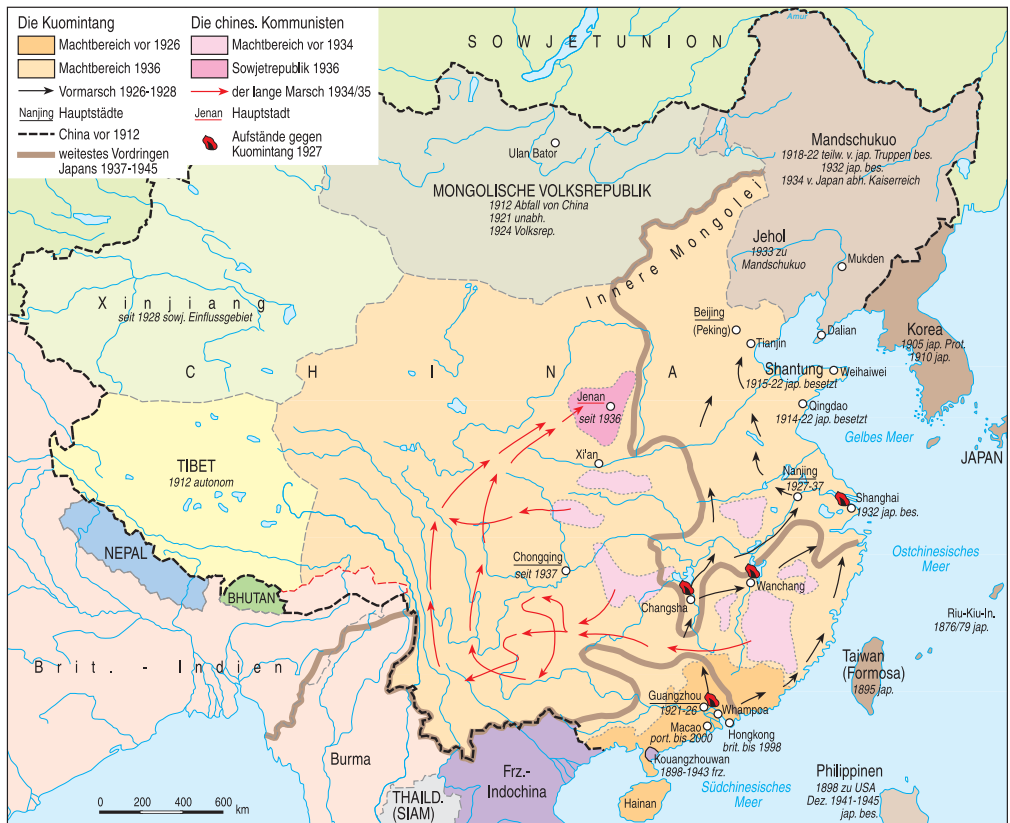 Die Kuomintang
Machtbereich vor 1926
Machtbereich 1936
Vormarsch 1926-1928
Nanjing Hauptstädte
China vor 1912
weitestes Vordringen
Japans 1937-1945
Die chines. Kommunisten
Machtbereich vor 1934
Sowjetrepublik 1936
der lange Marsch 1934/35
Jenan Hauptstadt
Aufstände gegen
Kuomintang 1927
SOWJETUNION
Amur
Ulan Bator
MONGOLISCHE VOLKSREPUBLIK
1912 Abfall von China
1921 unabh.
1924 Volksrep.
Mandschukuo
1918-22 teilw. v. jap. Truppen bes.
1932 jap. bes.
1934 v. Japan abh. Kaiserreich
Jehol
1933 zu
Mandschukuo
Mukden
Innere Mongolei
Xinjiang
seit 1928 sowj. Einflussgebiet
Beijing
(Peking)
Tianjin
Dalian
Korea
1905 jap. Prot.
1910 jap.
CHINA
Shantung
1915-22 jap. besetzt
Weihaiwei
Jenan
seit 1936
Qingdao
1914-22 jap. besetzt
Gelbes Meer
JAPAN
Xi'an
TIBET
1912 autonom
Nanjing
1927-37
Shanghai
1932 jap. bes.
NEPAL
BHUTAN
Chongqing
seit 1937
Ostchinesisches
Meer
Changsha
Wanchang
Riu-Kiu-In.
1876/79 jap.
Brit. - Indien
Taiwan
(Formosa)
1895 jap.
Guangzhou
1921-26
Whampoa
Macao
port. bis 2000
Hongkong
brit. bis 1998
Burma
Kouangzhouwan
1898-1943 frz.
Frz.-
Indochina
Südchinesisches
Meer
Philippinen
1898 zu USA
Dez. 1941-1945
jap. bes.
THAILD.
(SIAM)
Hainan
0 200 400 600
km